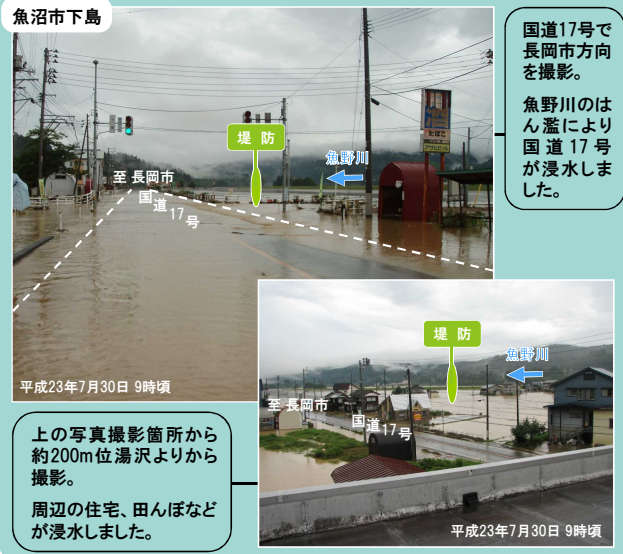 魚沼市下島
国道17号で
長岡市方向
を撮影。
魚野川のは
ん濫により
国道17号
が浸水しま
した。
堤防
魚野川
至 長岡市
国道17号
たばこ
平成23年7月30日 9時頃
堤防
魚野川
至 長岡市
国道17号
平成23年7月30日 9時頃
上の写真撮影箇所から
約200m位湯沢よりから
撮影。
周辺の住宅、田んぼなど
が浸水しました。